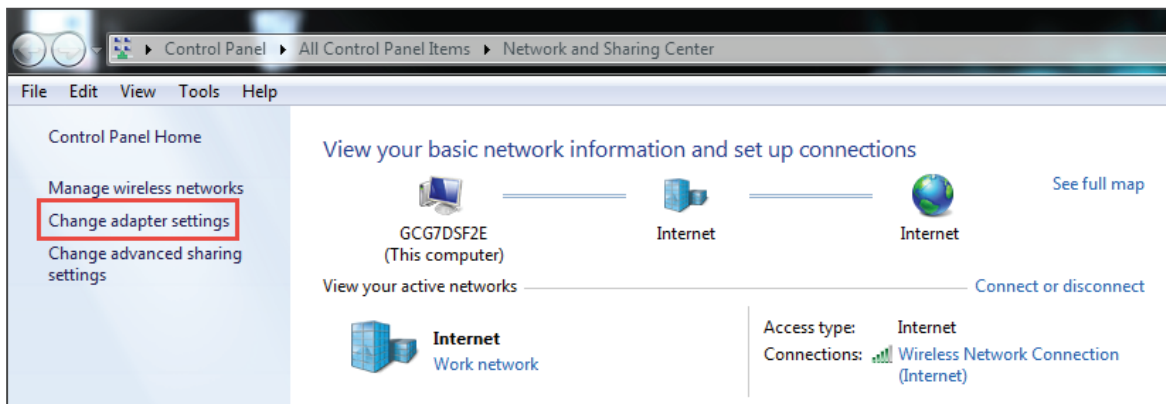 Control Panel ▸ All Control Panel Items ▸ Network and Sharing Center
File Edit View Tools Help
Control Panel Home
Manage wireless networks
Change adapter settings
Change advanced sharing
settings
View your basic network information and set up connections
See full map
GCG7DSF2E
(This computer)
Internet
Internet
View your active networks
Connect or disconnect
Internet
Work network
Access type: Internet
Connections: Wireless Network Connection
(Internet)